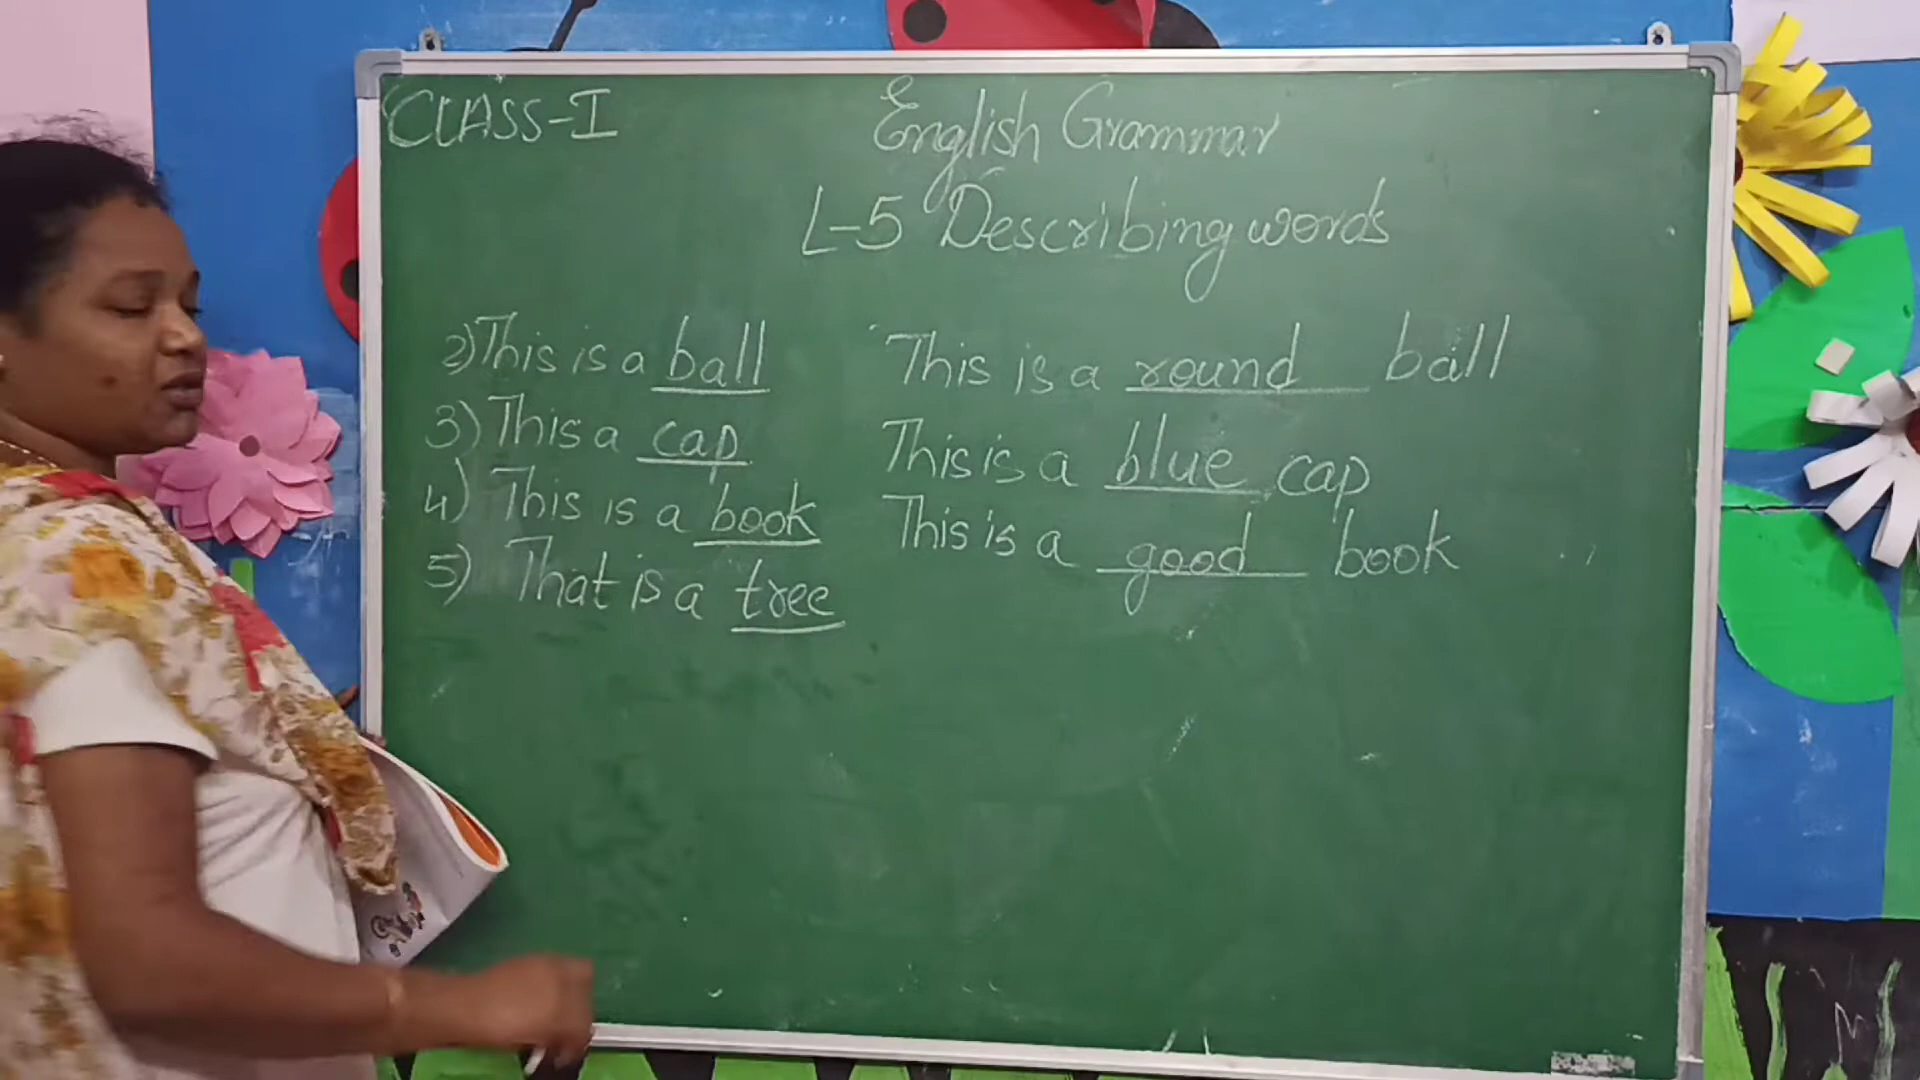 CLASS-I
English Grammar
L-5 Describing words
2) This is a ball This is a round ball
3) This a cap This is a blue cap
4) This is a book This is a good book
5) That is a tree